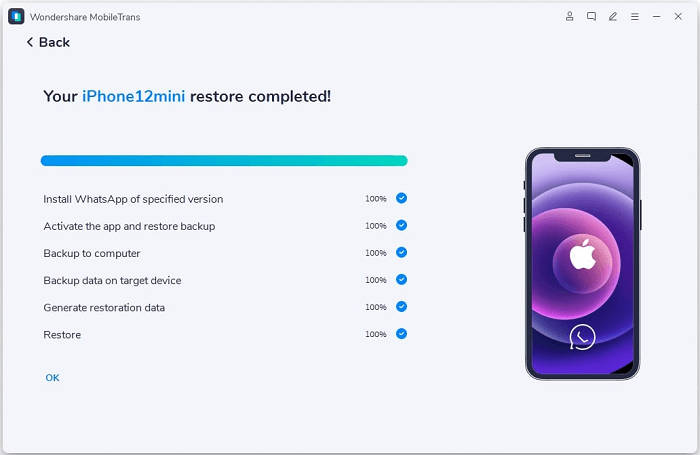 Wondershare MobileTrans
Back
Your iPhone12mini restore completed!
Install WhatsApp of specified version 100%
Activate the app and restore backup 100%
Backup to computer 100%
Backup data on target device 100%
Generate restoration data 100%
Restore 100%
OK